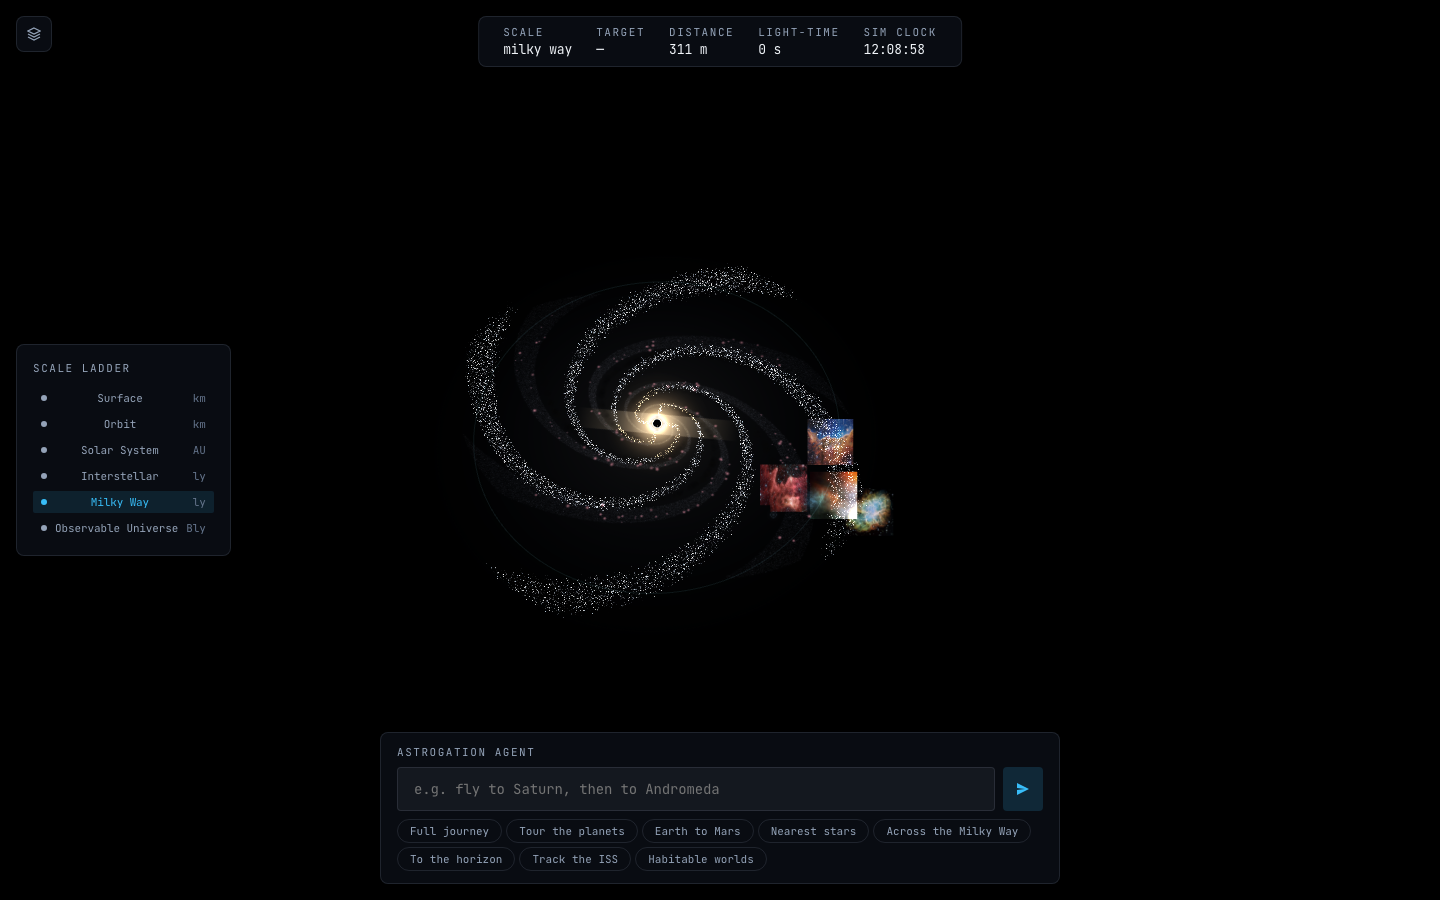 SCALE TARGET DISTANCE LIGHT-TIME SIM CLOCK
milky way — 311 m 0 s 12:08:58
SCALE LADDER
Surface km
Orbit km
Solar System AU
Interstellar ly
Milky Way ly
Observable Universe Bly
ASTROGATION AGENT
e.g. fly to Saturn, then to Andromeda
Full journey Tour the planets Earth to Mars Nearest stars Across the Milky Way
To the horizon Track the ISS Habitable worlds